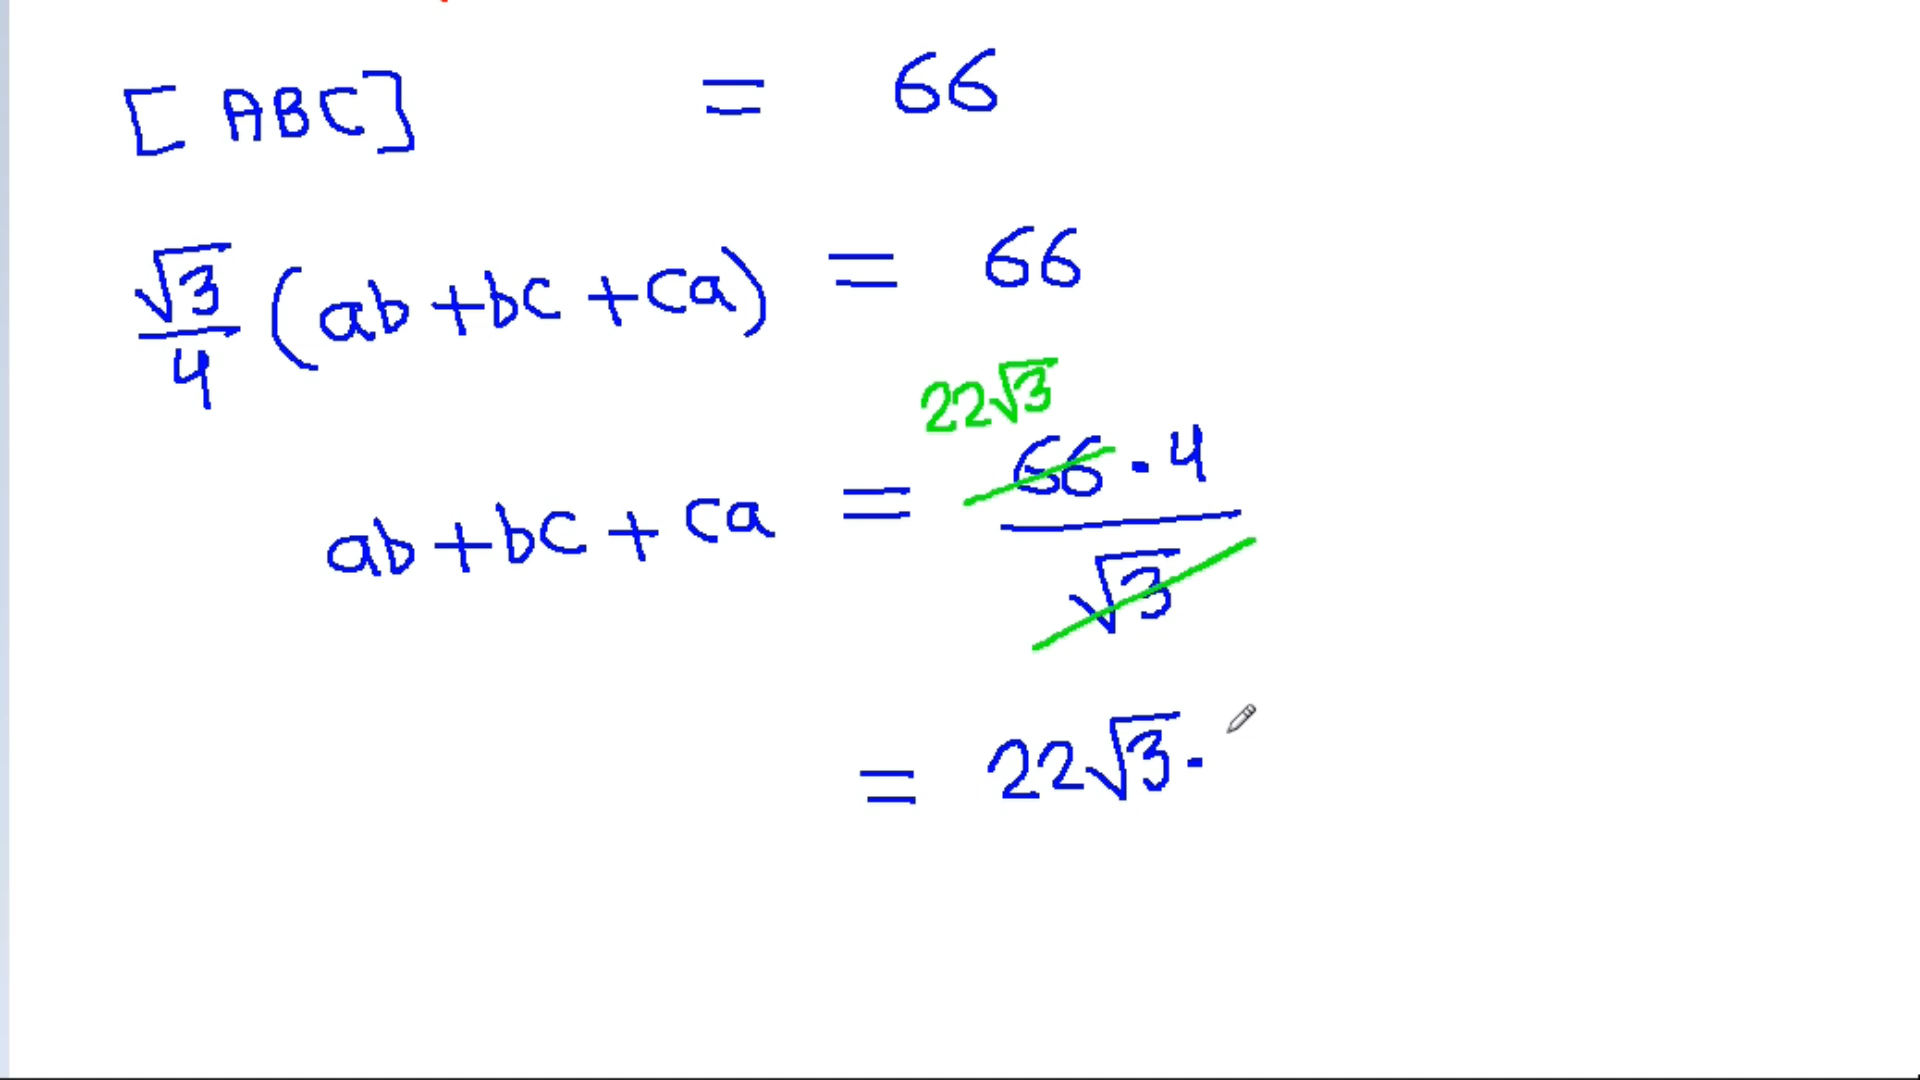 [ABC] = 66
√3/4 (ab+bc+ca) = 66
22√3
ab+bc+ca = 66·4/√3
= 22√3·